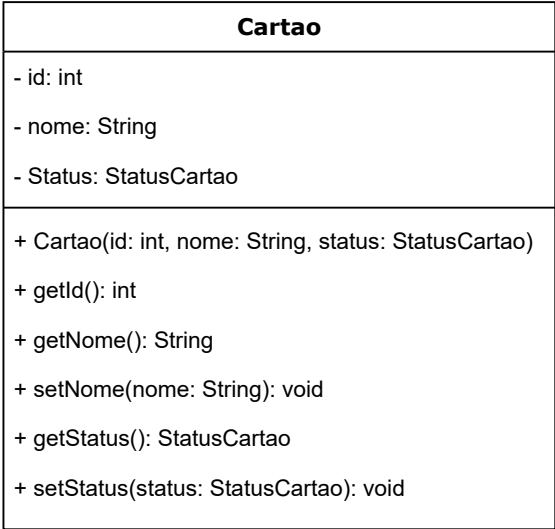 Cartao
- id: int
- nome: String
- Status: StatusCartao
+ Cartao(id: int, nome: String, status: StatusCartao)
+ getId(): int
+ getNome(): String
+ setNome(nome: String): void
+ getStatus(): StatusCartao
+ setStatus(status: StatusCartao): void